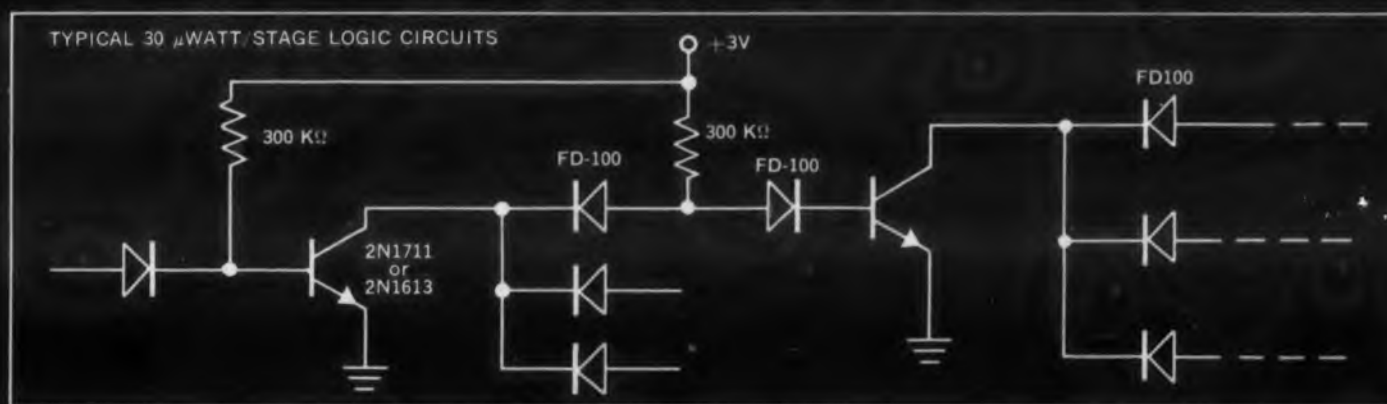 TYPICAL 30 μWATT/STAGE LOGIC CIRCUITS
+3V
FD100
300 KΩ
300 KΩ
FD-100
FD-100
2N1711
or
2N1613